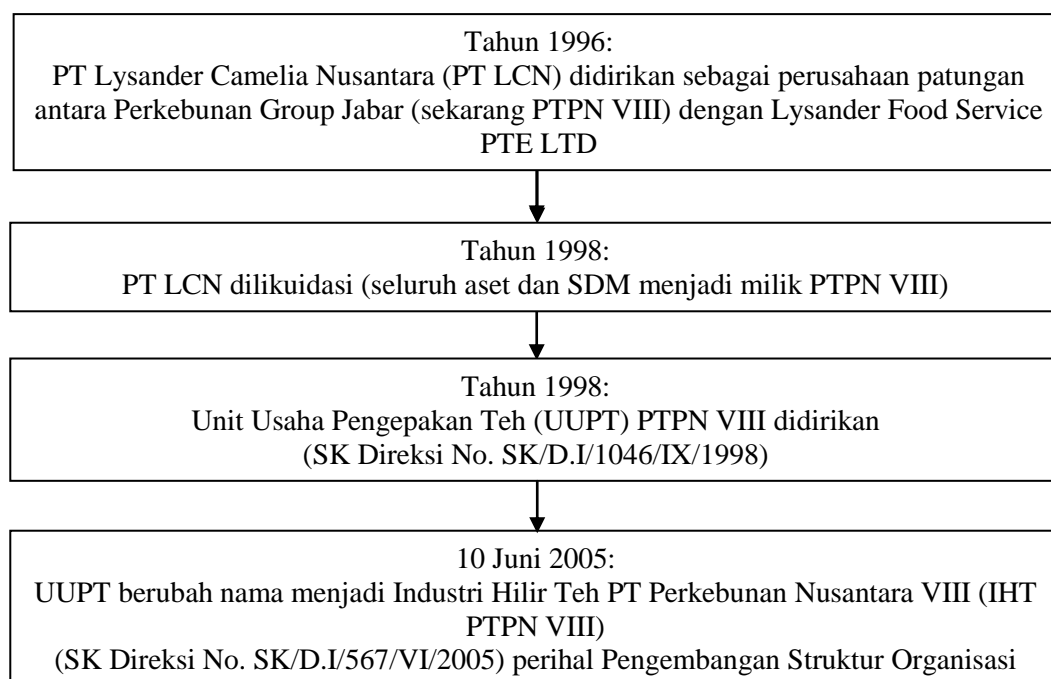 Tahun 1996:
PT Lysander Camelia Nusantara (PT LCN) didirikan sebagai perusahaan patungan
antara Perkebunan Group Jabar (sekarang PTPN VIII) dengan Lysander Food Service
PTE LTD
Tahun 1998:
PT LCN dilikuidasi (seluruh aset dan SDM menjadi milik PTPN VIII)
Tahun 1998:
Unit Usaha Pengepakan Teh (UUPT) PTPN VIII didirikan
(SK Direksi No. SK/D.I/1046/IX/1998)
10 Juni 2005:
UUPT berubah nama menjadi Industri Hilir Teh PT Perkebunan Nusantara VIII (IHT
PTPN VIII)
(SK Direksi No. SK/D.I/567/VI/2005) perihal Pengembangan Struktur Organisasi